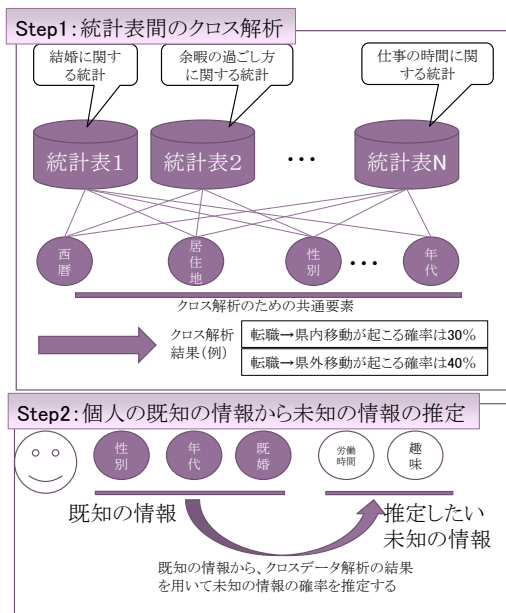 Step1:統計表間のクロス解析
結婚に関す
る統計
余暇の過ごし方
に関する統計
仕事の時間に関
する統計
統計表1
統計表2
…
統計表N
西暦
居住地
性別
…
年代
クロス解析のための共通要素
クロス解析
結果(例)
転職→県内移動が起こる確率は30%
転職→県外移動が起こる確率は40%
Step2:個人の既知の情報から未知の情報の推定
性別
年代
既婚
労働
時間
趣味
既知の情報
推定したい
未知の情報
既知の情報から、クロスデータ解析の結果
を用いて未知の情報の確率を推定する